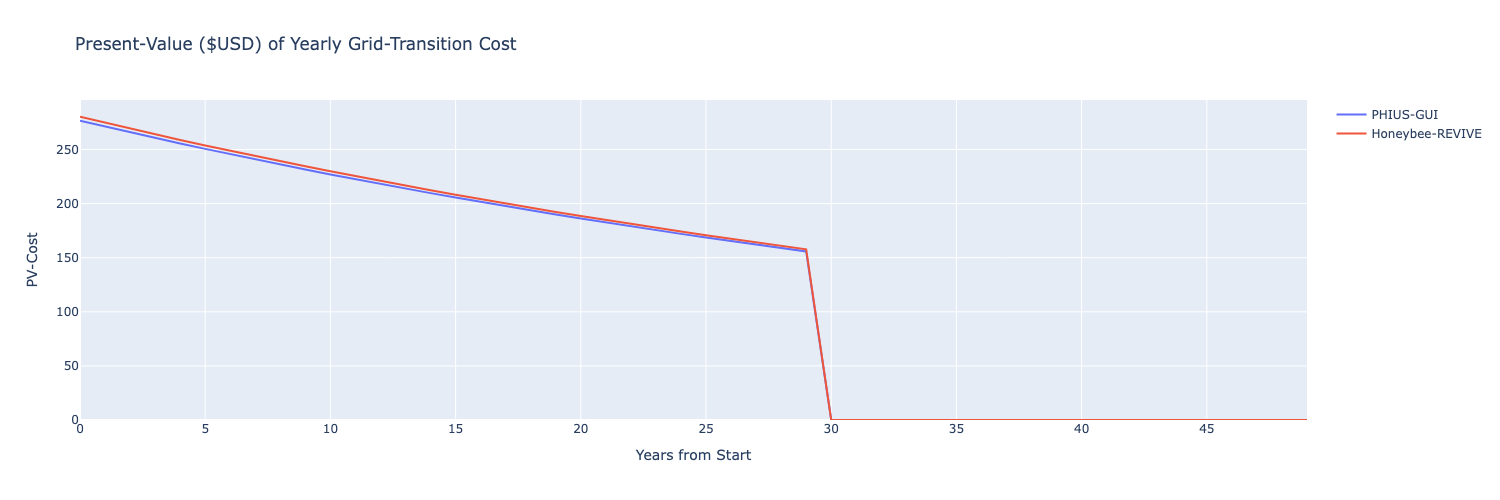 Present-Value ($USD) of Yearly Grid-Transition Cost
PHIUS-GUI
Honeybee-REVIVE
PV-Cost
250
200
150
100
50
0
0 5 10 15 20 25 30 35 40 45
Years from Start